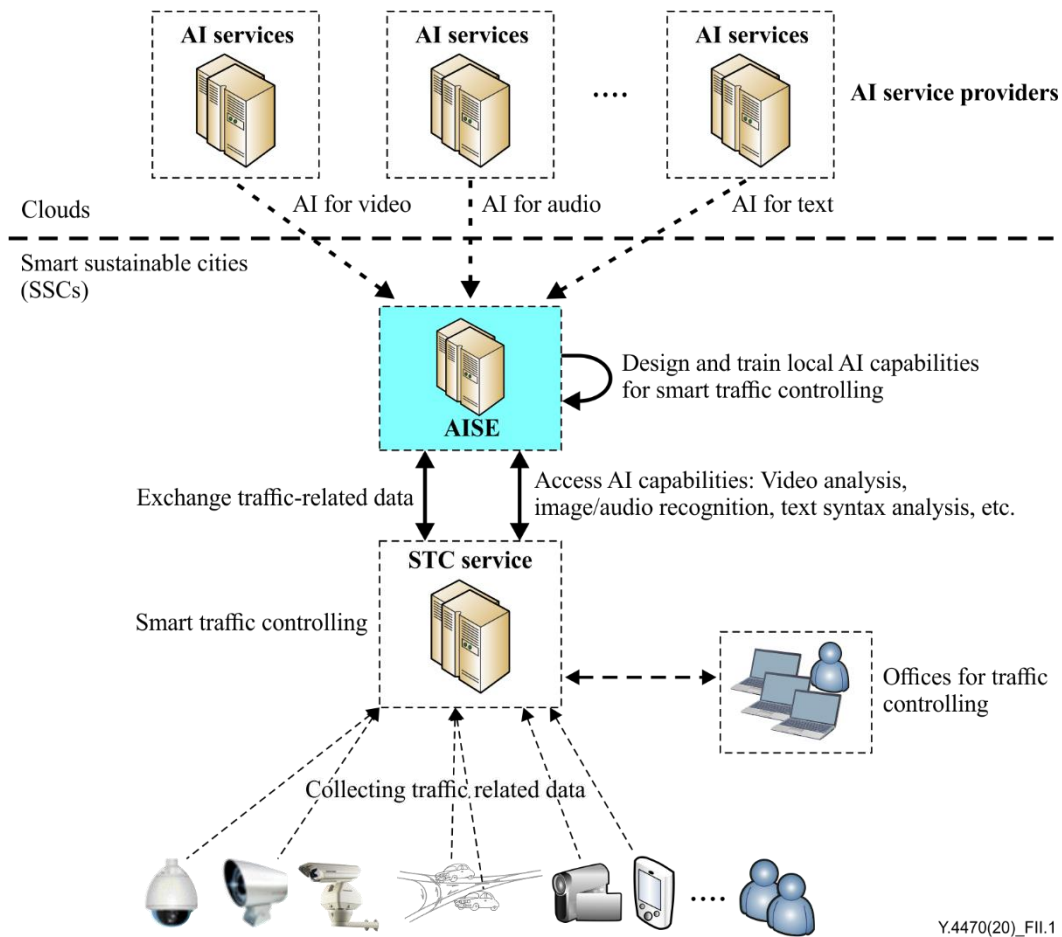 AI services
AI services
AI services
....
AI service providers
AI for video
AI for audio
AI for text
Clouds
Smart sustainable cities
(SSCs)
Design and train local AI capabilities
for smart traffic controlling
AISE
Exchange traffic-related data
Access AI capabilities: Video analysis,
image/audio recognition, text syntax analysis, etc.
STC service
Smart traffic controlling
Offices for traffic
controlling
Collecting traffic related data
....
Y.4470(20)_FII.1